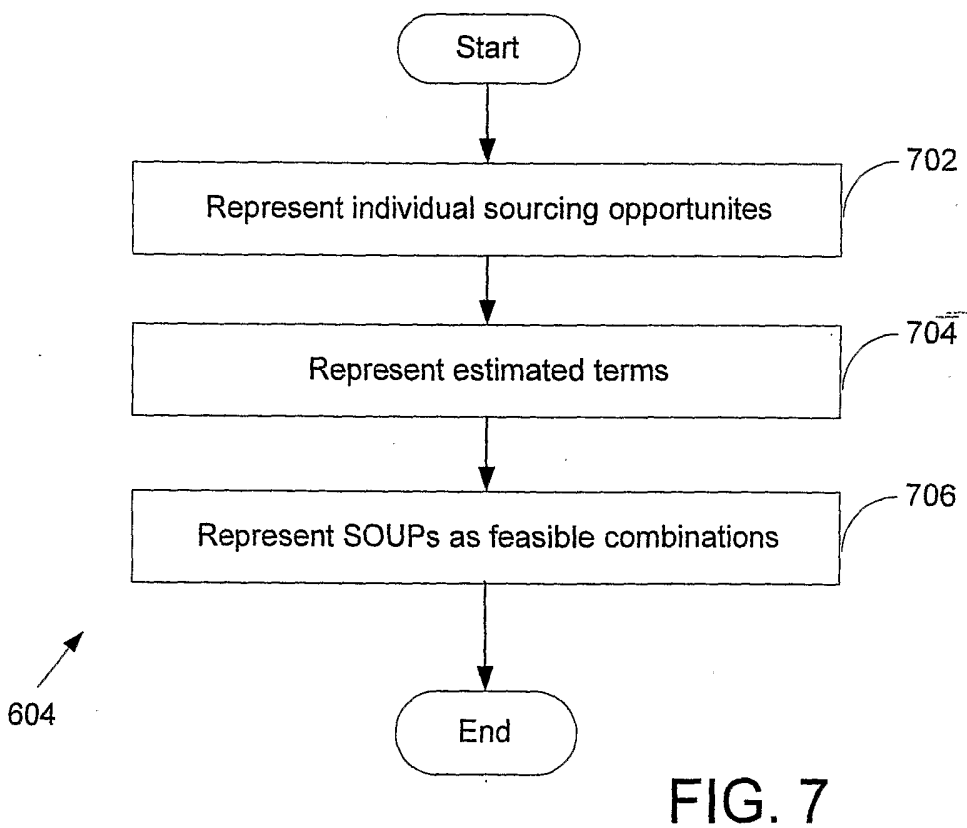 Start
702
Represent individual sourcing opportunites
704
Represent estimated terms
706
Represent SOUPs as feasible combinations
604
End
FIG. 7